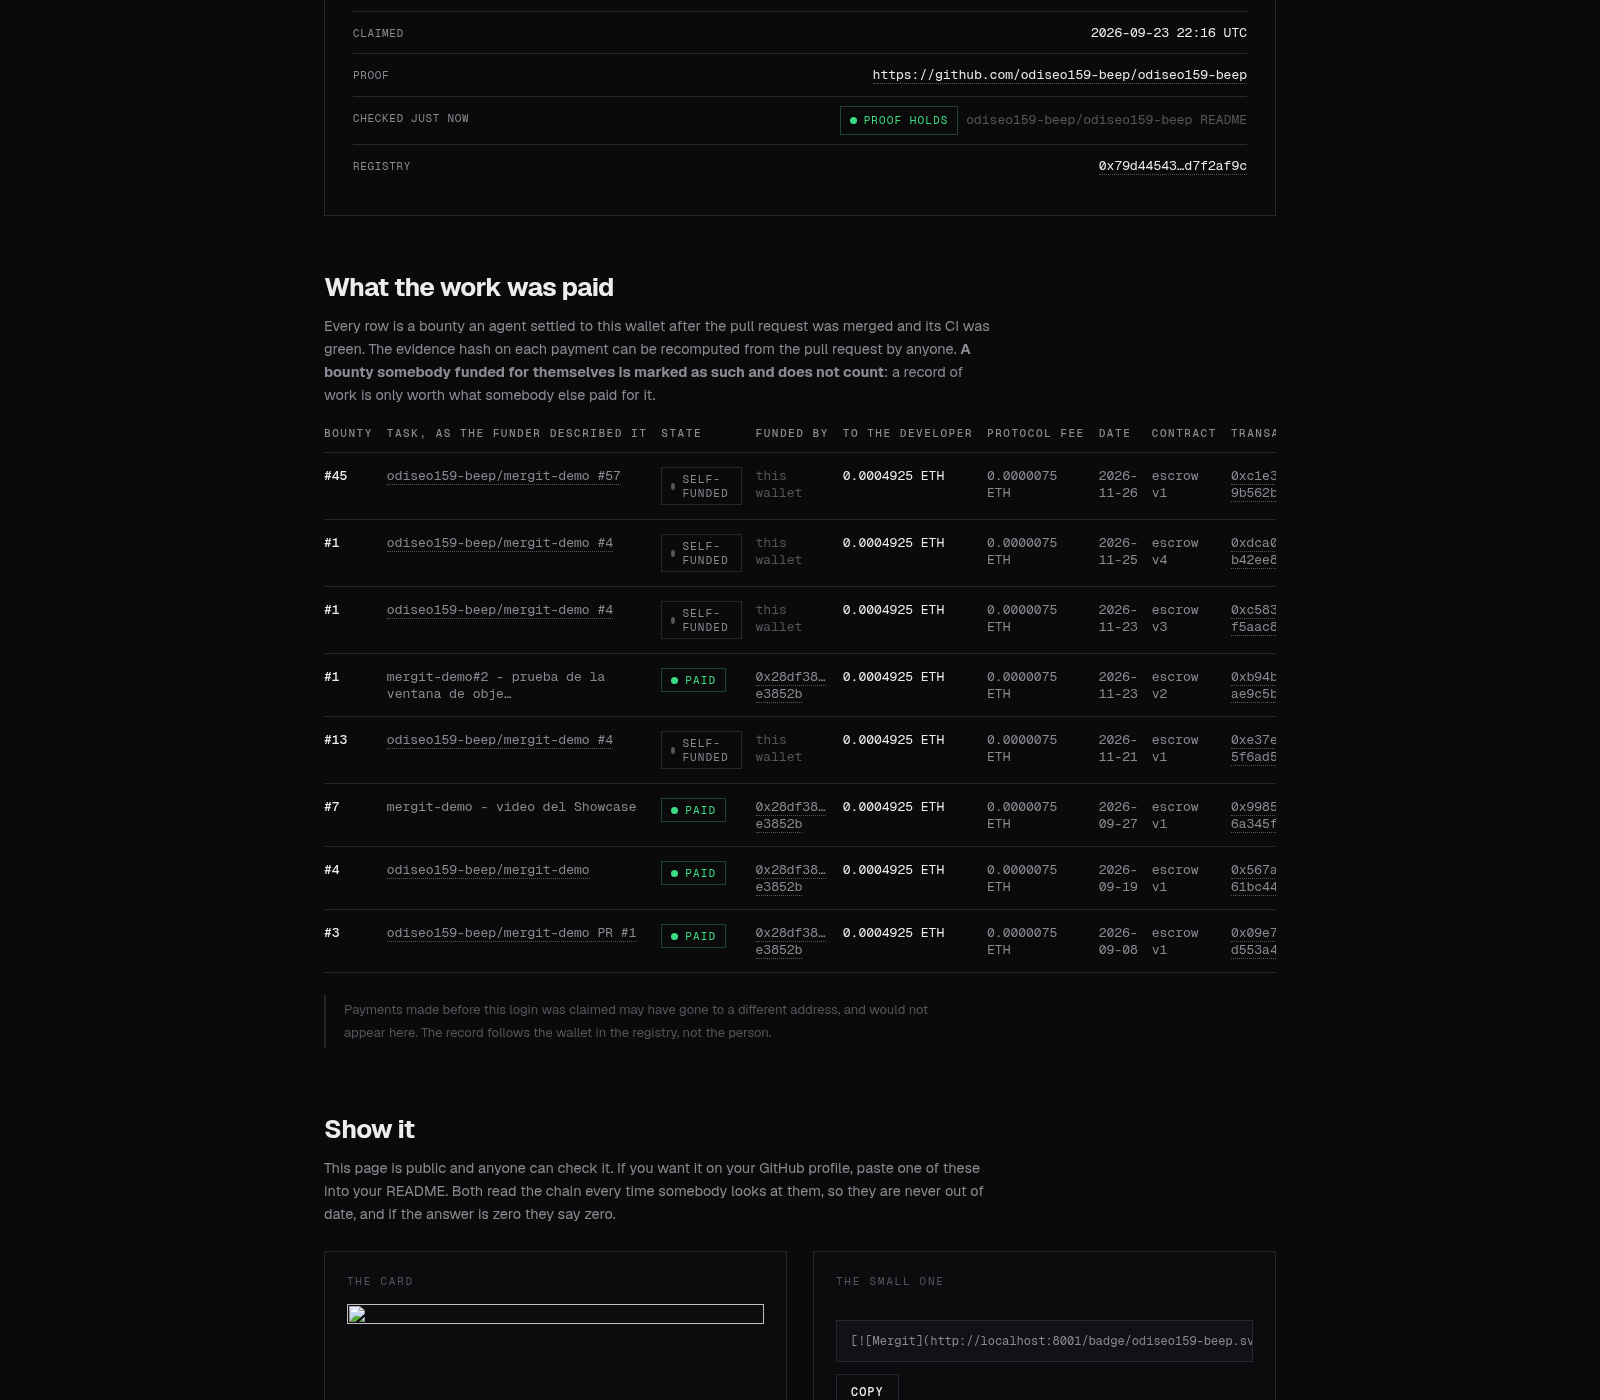 CLAIMED 2026-09-23 22:16 UTC
PROOF https://github.com/odiseo159-beep/odiseo159-beep
CHECKED JUST NOW PROOF HOLDS odiseo159-beep/odiseo159-beep README
REGISTRY 0x79d44543…d7f2af9c
What the work was paid
Every row is a bounty an agent settled to this wallet after the pull request was merged and its CI was
green. The evidence hash on each payment can be recomputed from the pull request by anyone. A
bounty somebody funded for themselves is marked as such and does not count: a record of
work is only worth what somebody else paid for it.
BOUNTY TASK, AS THE FUNDER DESCRIBED IT STATE FUNDED BY TO THE DEVELOPER PROTOCOL FEE DATE CONTRACT TRANSA
#45 odiseo159-beep/mergit-demo #57 SELF- this 0.0004925 ETH 0.0000075 2026- escrow 0xc1e3
FUNDED wallet ETH 11-26 v1 9b562b
#1 odiseo159-beep/mergit-demo #4 SELF- this 0.0004925 ETH 0.0000075 2026- escrow 0xdca0
FUNDED wallet ETH 11-25 v4 b42ee8
#1 odiseo159-beep/mergit-demo #4 SELF- this 0.0004925 ETH 0.0000075 2026- escrow 0xc583
FUNDED wallet ETH 11-23 v3 f5aac8
#1 mergit-demo#2 - prueba de la PAID 0x28df38… 0.0004925 ETH 0.0000075 2026- escrow 0xb94b
ventana de obje… e3852b ETH 11-23 v2 ae9c5b
#13 odiseo159-beep/mergit-demo #4 SELF- this 0.0004925 ETH 0.0000075 2026- escrow 0xe37e
FUNDED wallet ETH 11-21 v1 5f6ad5
#7 mergit-demo - video del Showcase PAID 0x28df38… 0.0004925 ETH 0.0000075 2026- escrow 0x9985
e3852b ETH 09-27 v1 6a345f
#4 odiseo159-beep/mergit-demo PAID 0x28df38… 0.0004925 ETH 0.0000075 2026- escrow 0x567a
e3852b ETH 09-19 v1 61bc44
#3 odiseo159-beep/mergit-demo PR #1 PAID 0x28df38… 0.0004925 ETH 0.0000075 2026- escrow 0x09e7
e3852b ETH 09-08 v1 d553a4
Payments made before this login was claimed may have gone to a different address, and would not
appear here. The record follows the wallet in the registry, not the person.
Show it
This page is public and anyone can check it. If you want it on your GitHub profile, paste one of these
into your README. Both read the chain every time somebody looks at them, so they are never out of
date, and if the answer is zero they say zero.
THE CARD
THE SMALL ONE
[![Mergit](http://localhost:8001/badge/odiseo159-beep.sv
COPY